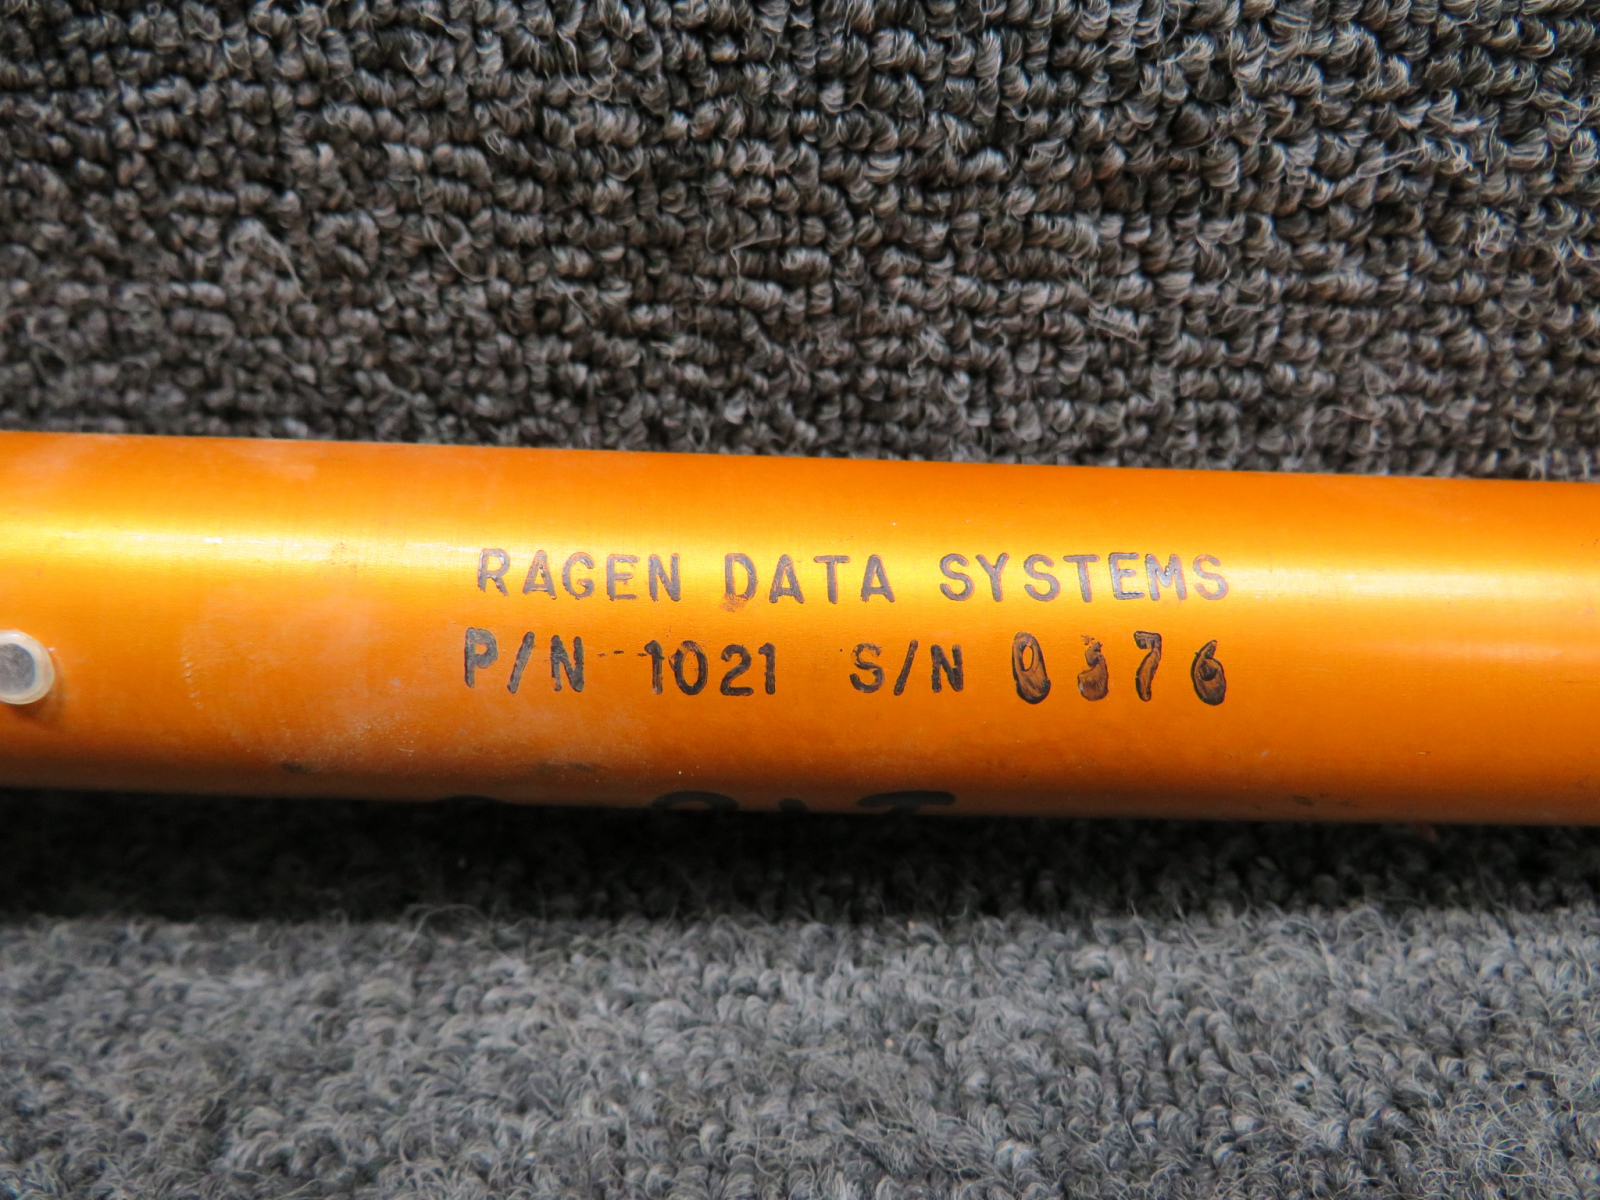 RAGEN DATA SYSTEMS
P/N 1021 S/N 0376